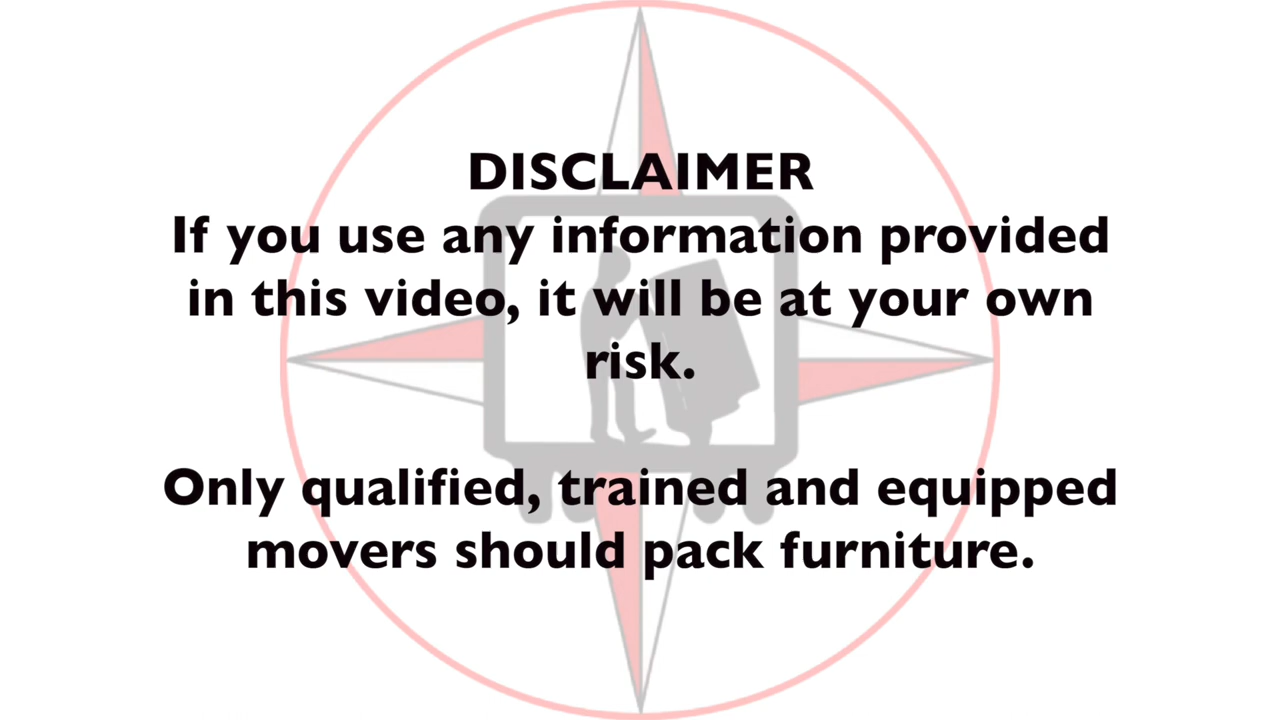 DISCLAIMER
If you use any information provided
in this video, it will be at your own
risk.
Only qualified, trained and equipped
movers should pack furniture.